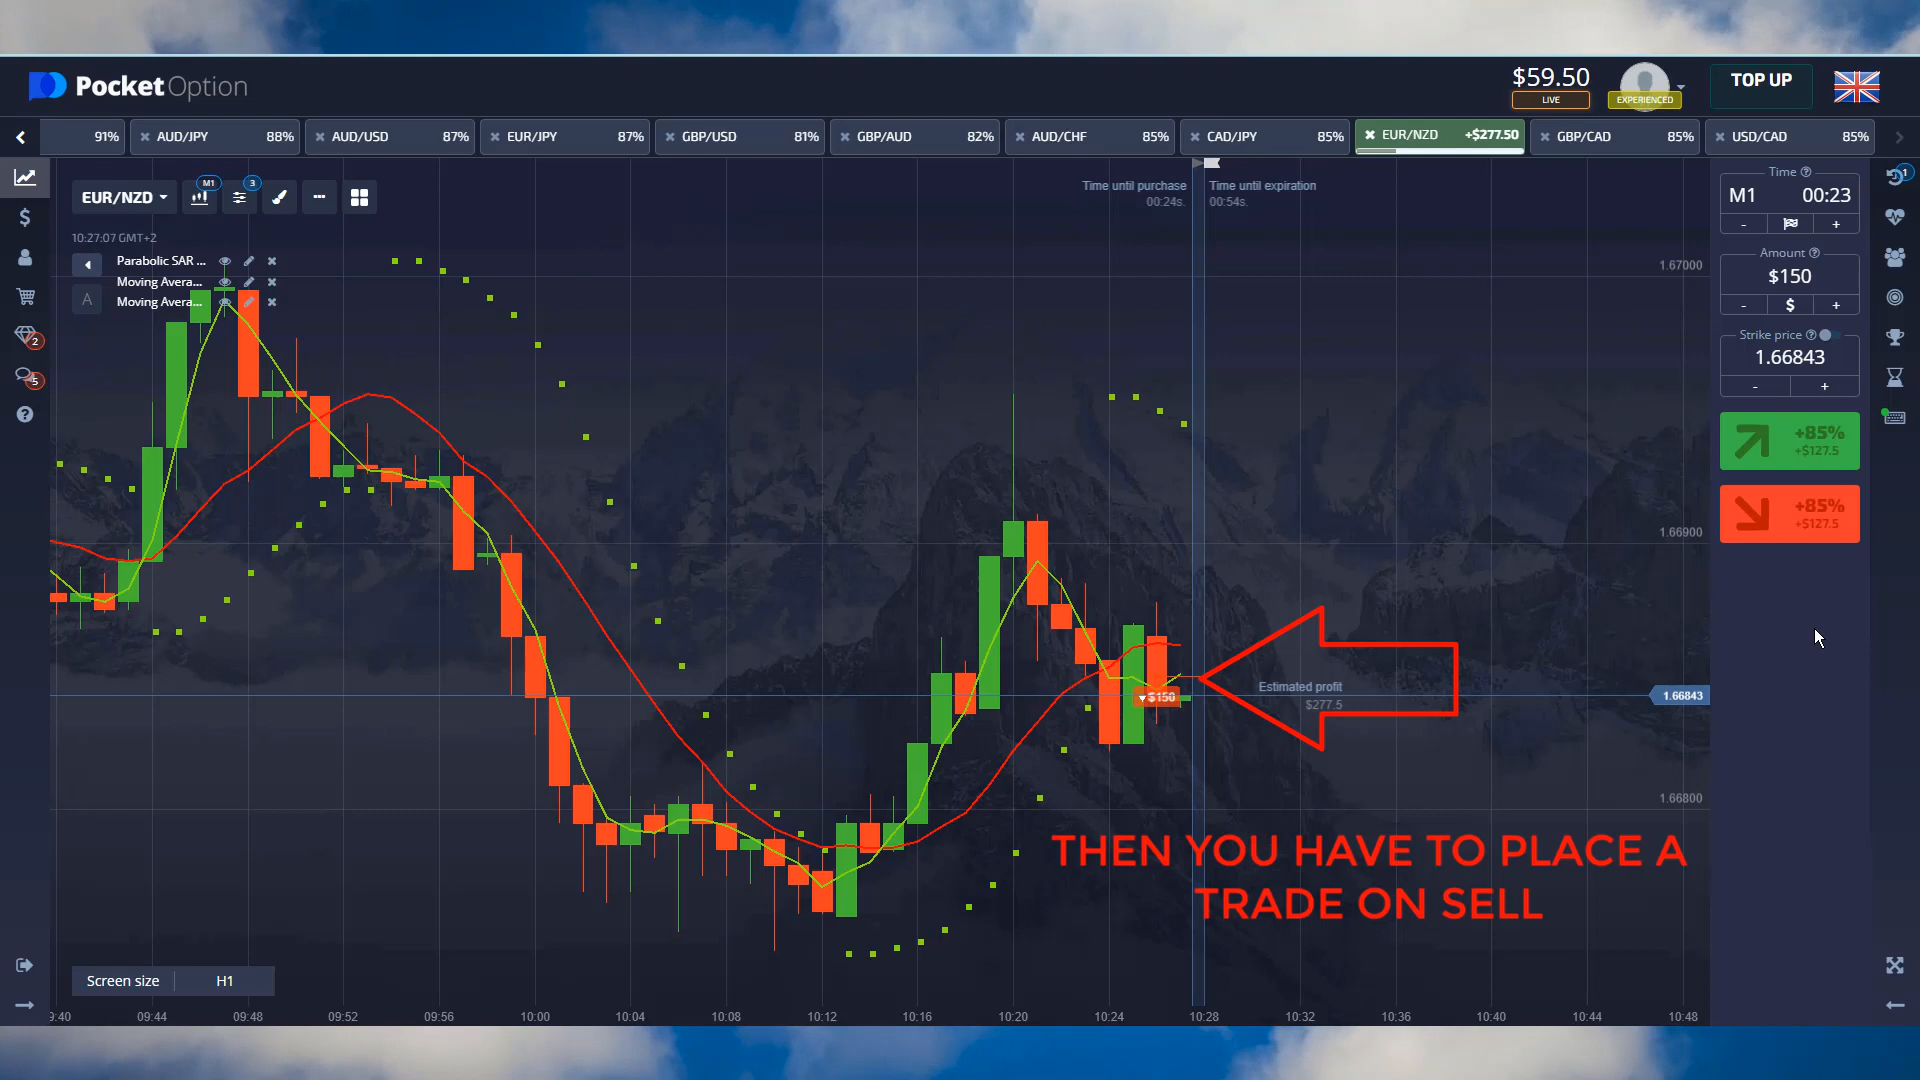 PocketOption
$59.50
LIVE
EXPERIENCED
TOP UP
91%
AUD/JPY 88%
AUD/USD 87%
EUR/JPY 87%
GBP/USD 81%
GBP/AUD 82%
AUD/CHF 85%
CAD/JPY 85%
EUR/NZD +$277.50
GBP/CAD 85%
USD/CAD 85%
EUR/NZD
M1
3
10:27:07 GMT+2
Parabolic SAR ...
Moving Avera...
A
Moving Avera...
2
5
Time until purchase
00:24s.
Time until expiration
00:54s.
1.67000
1.66900
1.66843
1.66800
$150
Estimated profit
$277.5
THEN YOU HAVE TO PLACE A
TRADE ON SELL
Time
M1 00:23
- +
Amount
$150
- $ +
Strike price
1.66843
- +
+85%
+$127.5
+85%
+$127.5
1
Screen size H1
9:40 09:44 09:48 09:52 09:56 10:00 10:04 10:08 10:12 10:16 10:20 10:24 10:28 10:32 10:36 10:40 10:44 10:48